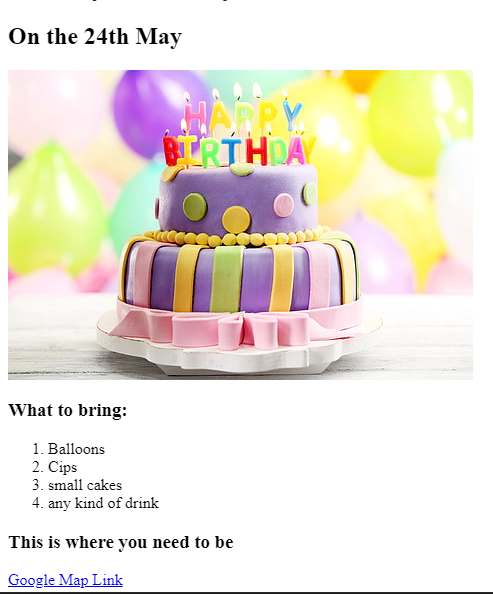 On the 24th May
HAPPY
BIRTHDAY
What to bring:
1. Balloons
2. Cips
3. small cakes
4. any kind of drink
This is where you need to be
Google Map Link